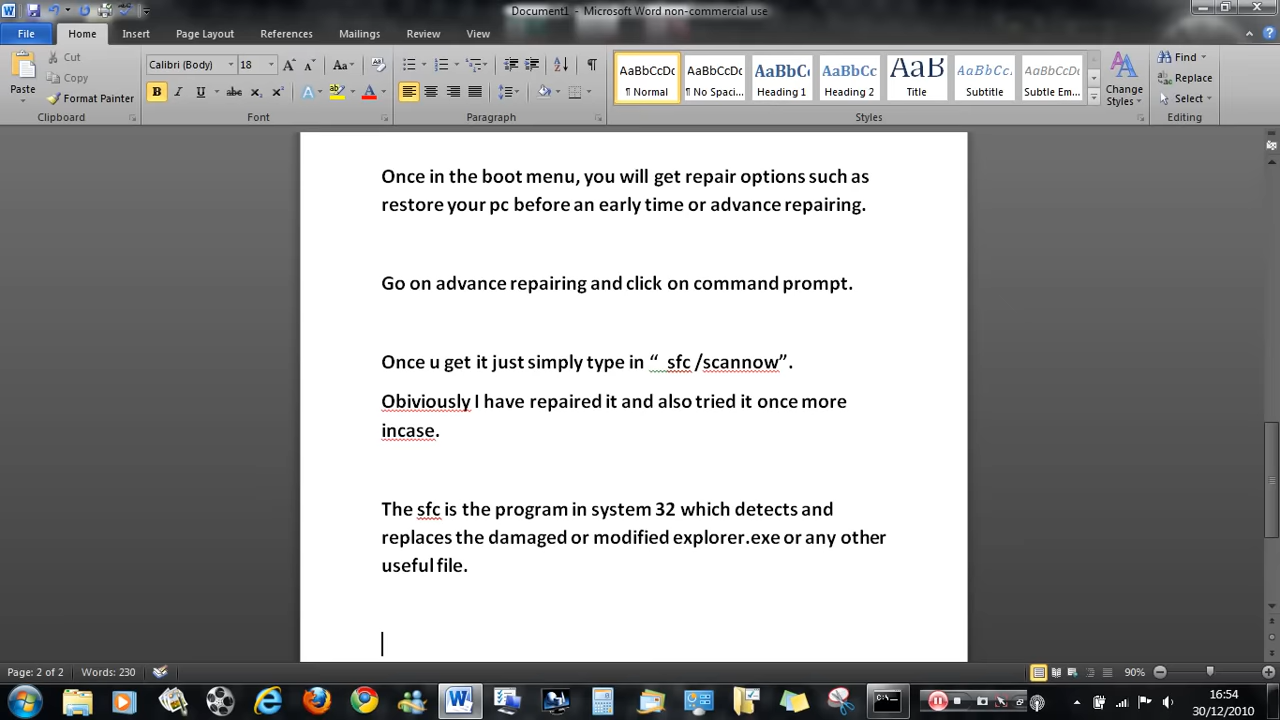 Document1 - Microsoft Word non-commercial use
File Home Insert Page Layout References Mailings Review View
Paste
Cut
Copy
Format Painter
Clipboard
Calibri (Body) 18
Font
Paragraph
AaBbCcDc AaBbCcDc AaBbCc AaBbCc AaB AaBbCc. AaBbCcDc
¶ Normal ¶ No Spaci... Heading 1 Heading 2 Title Subtitle Subtle Em...
Change
Styles
Styles
Find
Replace
Select
Editing
Once in the boot menu, you will get repair options such as
restore your pc before an early time or advance repairing.
Go on advance repairing and click on command prompt.
Once u get it just simply type in “ sfc /scannow”.
Obiviously I have repaired it and also tried it once more
incase.
The sfc is the program in system 32 which detects and
replaces the damaged or modified explorer.exe or any other
useful file.
Page: 2 of 2 Words: 230 90%
16:54
30/12/2010